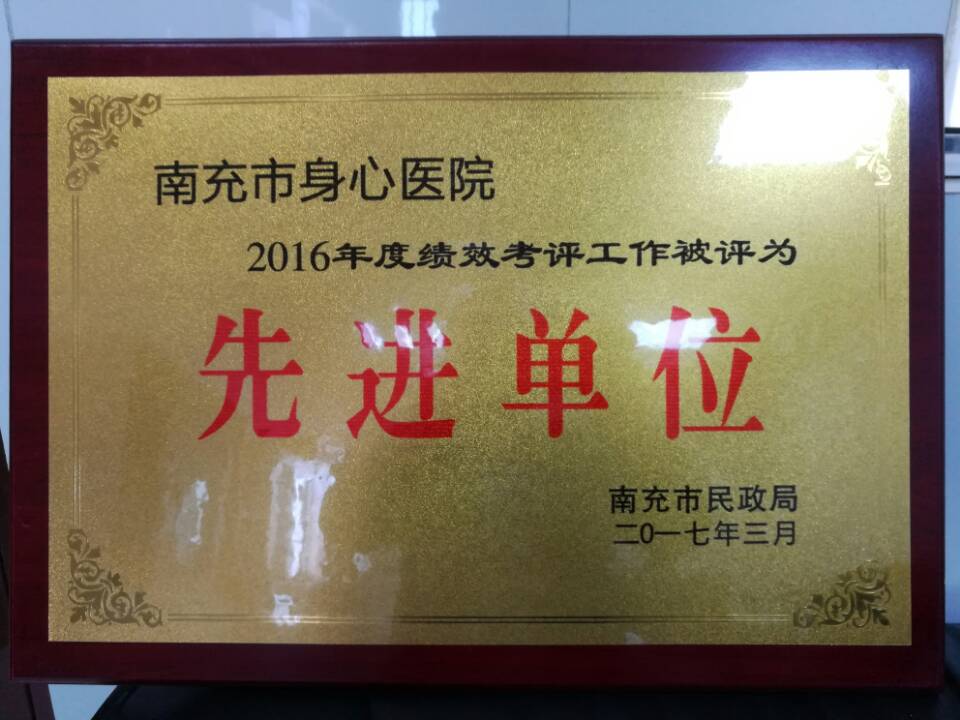 南充市身心医院
2016年度绩效考评工作被评为
先进单位
南充市民政局
二〇一七年三月